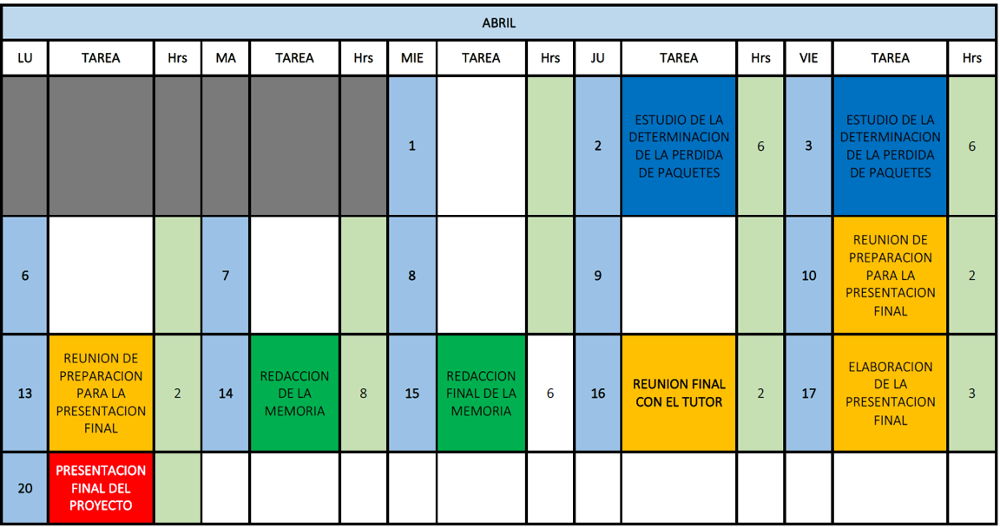 ABRIL
LU TAREA Hrs MA TAREA Hrs MIE TAREA Hrs JU TAREA Hrs VIE TAREA Hrs
1
2
ESTUDIO DE LA
DETERMINACION
DE LA PERDIDA
DE PAQUETES
6
3
ESTUDIO DE LA
DETERMINACION
DE LA PERDIDA
DE PAQUETES
6
6
7
8
9
10
REUNION DE
PREPARACION
PARA LA
PRESENTACION
FINAL
2
13
REUNION DE
PREPARACION
PARA LA
PRESENTACION
FINAL
2
14
REDACCION
DE LA
MEMORIA
8
15
REDACCION
FINAL DE LA
MEMORIA
6
16
REUNION FINAL
CON EL TUTOR
2
17
ELABORACION
DE LA
PRESENTACION
FINAL
3
20
PRESENTACION
FINAL DEL
PROYECTO